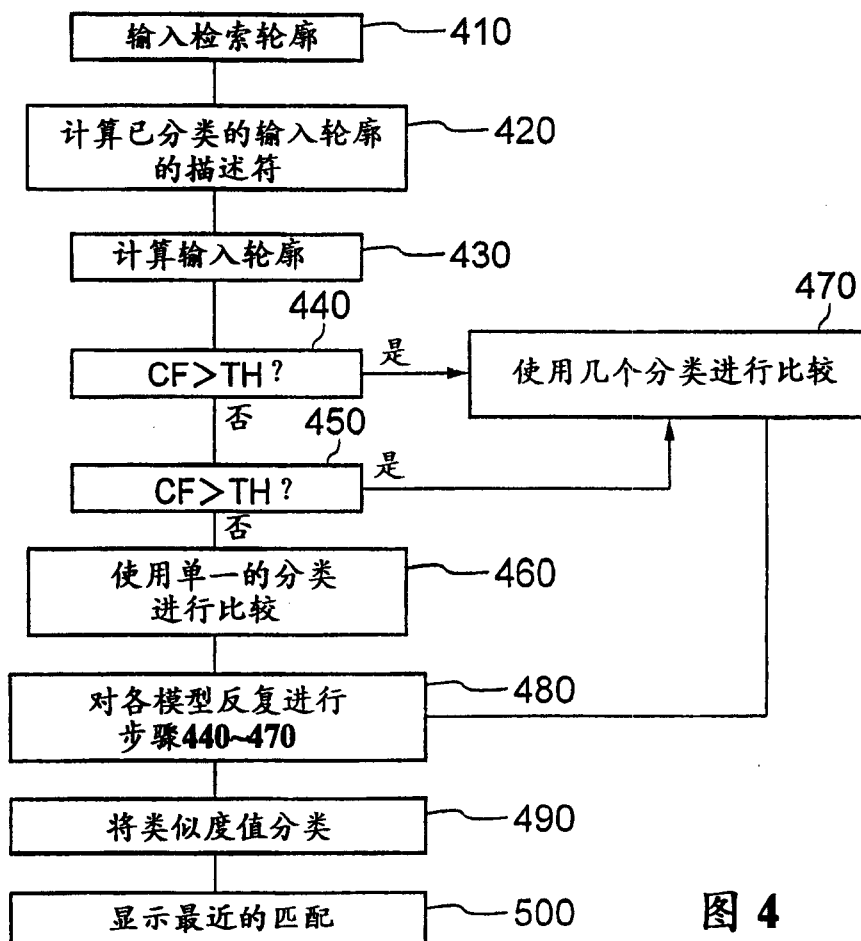 输入检索轮廓
410
计算已分类的输入轮廓
的描述符
420
计算输入轮廓
430
440
CF>TH?
是
470
使用几个分类进行比较
否
450
CF>TH?
是
否
使用单一的分类
进行比较
460
对各模型反复进行
步骤440~470
480
将类似度值分类
490
显示最近的匹配
500
图 4